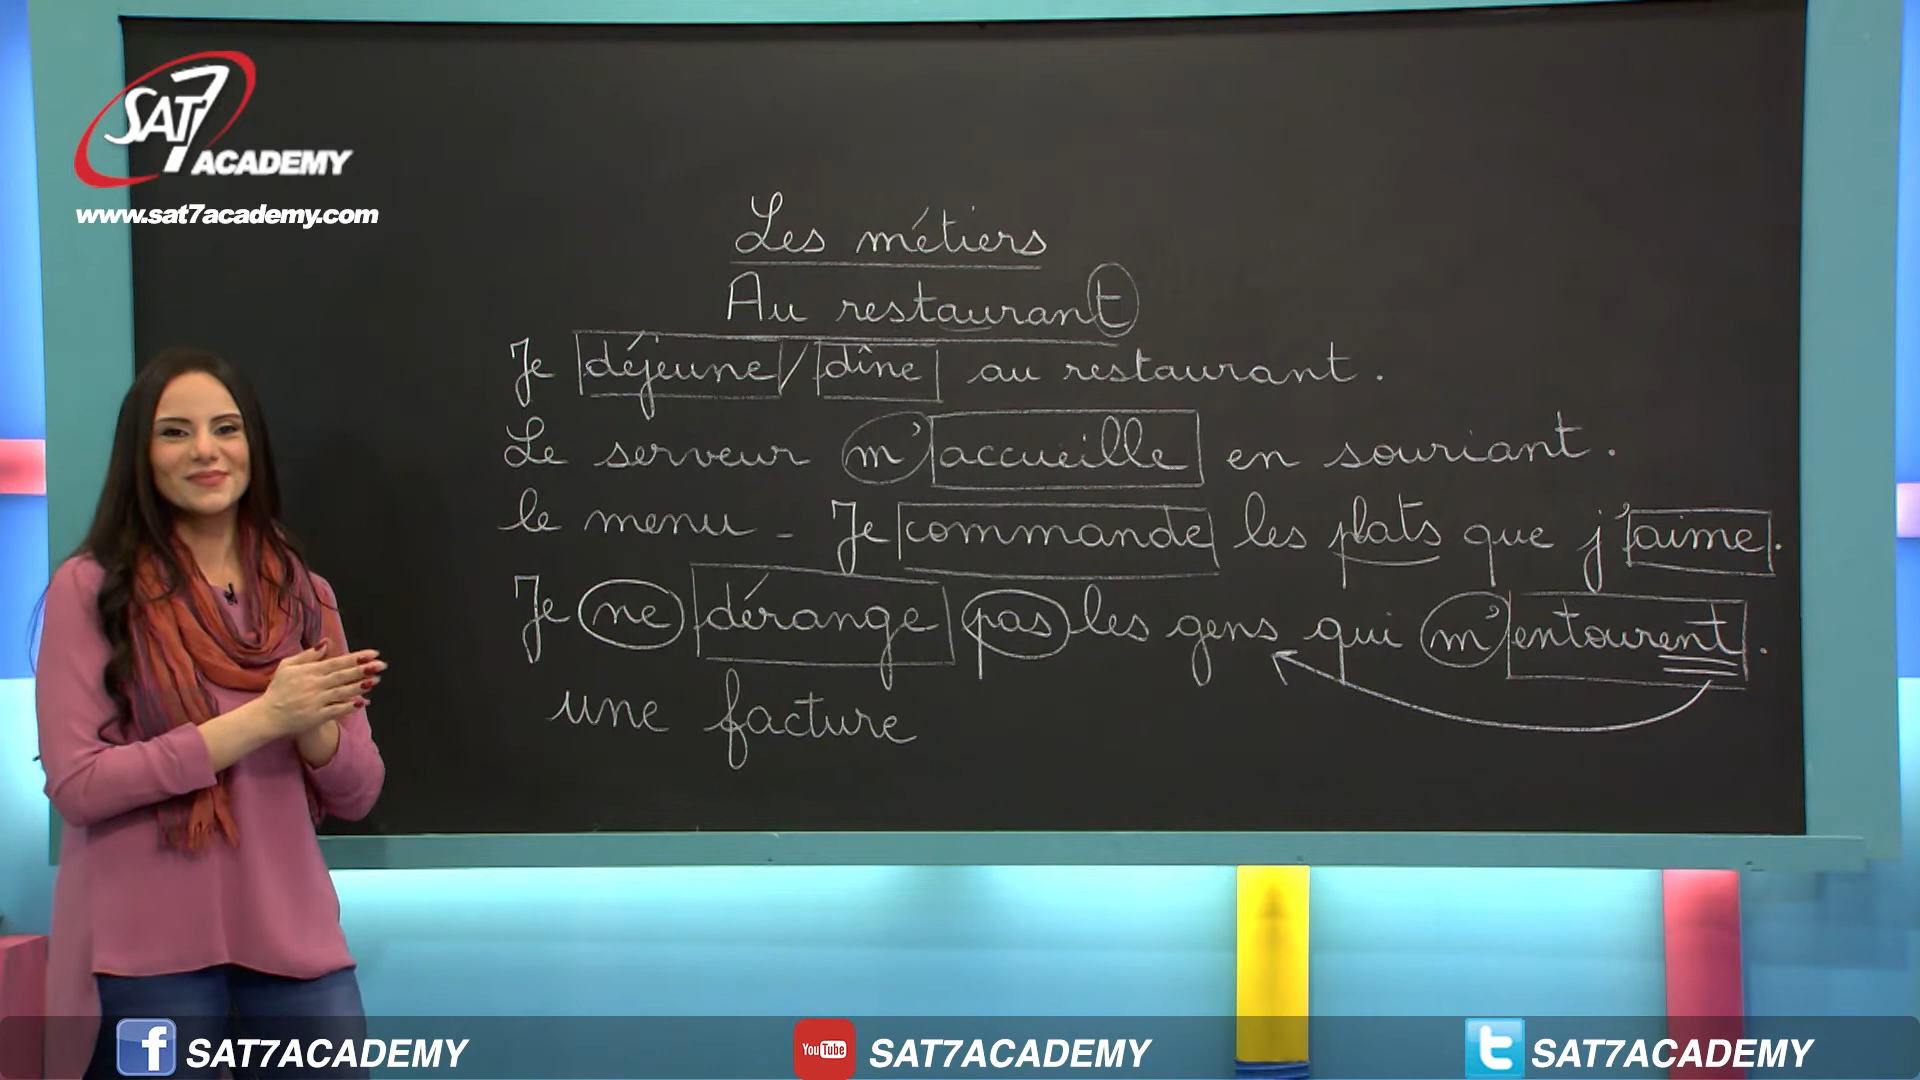 SAT7
ACADEMY
www.sat7academy.com
Les métiers
Au restaurant
Je déjeune / dîne au restaurant.
Le serveur m'accueille en souriant.
le menu - Je commande les plats que j'aime.
Je ne dérange pas les gens qui m'entourent.
une facture
f SAT7ACADEMY
YouTube SAT7ACADEMY
t SAT7ACADEMY